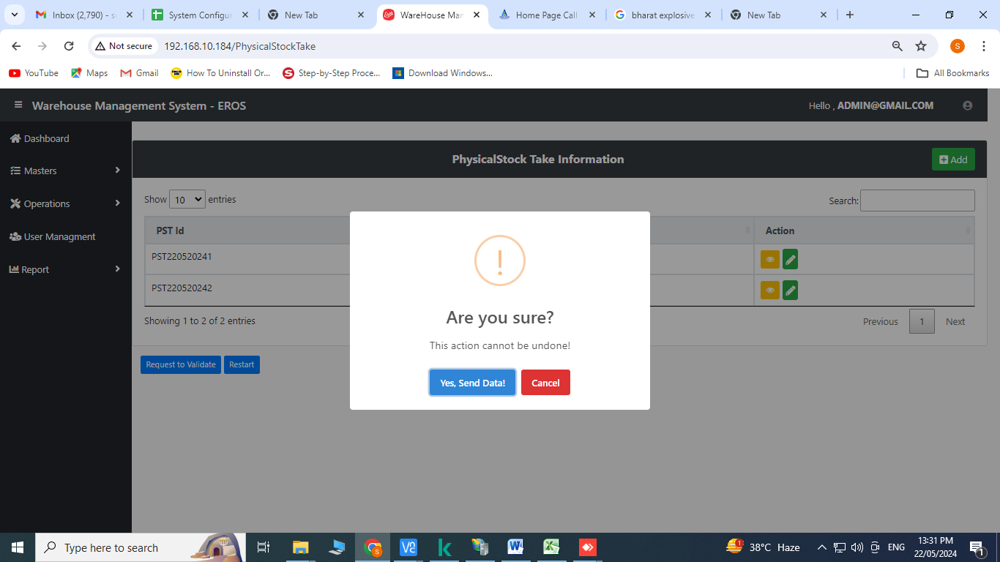 Inbox (2,790) - s
System Configur
New Tab
WareHouse Man
Home Page Call
bharat explosive
New Tab
Not secure
192.168.10.184/PhysicalStockTake
S
YouTube
Maps
Gmail
How To Uninstall Or...
Step-by-Step Proce...
Download Windows...
All Bookmarks
Warehouse Management System - EROS
Hello , ADMIN@GMAIL.COM
Dashboard
Masters
Operations
User Managment
Report
PhysicalStock Take Information
Add
Show 10 entries
Search:
PST Id
Action
PST220520241
PST220520242
Showing 1 to 2 of 2 entries
Previous 1 Next
Request to Validate
Restart
!
Are you sure?
This action cannot be undone!
Yes, Send Data!
Cancel
Type here to search
38°C Haze
ENG
13:31 PM
22/05/2024
1